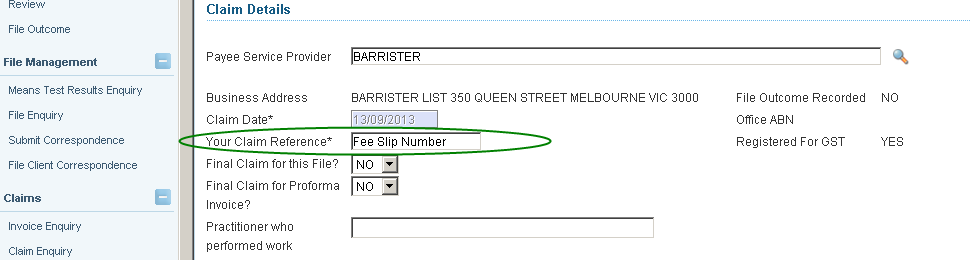 Review
File Outcome
File Management
Means Test Results Enquiry
File Enquiry
Submit Correspondence
File Client Correspondence
Claims
Invoice Enquiry
Claim Enquiry
Claim Details
Payee Service Provider BARRISTER
Business Address BARRISTER LIST 350 QUEEN STREET MELBOURNE VIC 3000 File Outcome Recorded NO
Claim Date* 13/09/2013 Office ABN
Your Claim Reference* Fee Slip Number Registered For GST YES
Final Claim for this File? NO
Final Claim for Proforma NO
Invoice?
Practitioner who
performed work